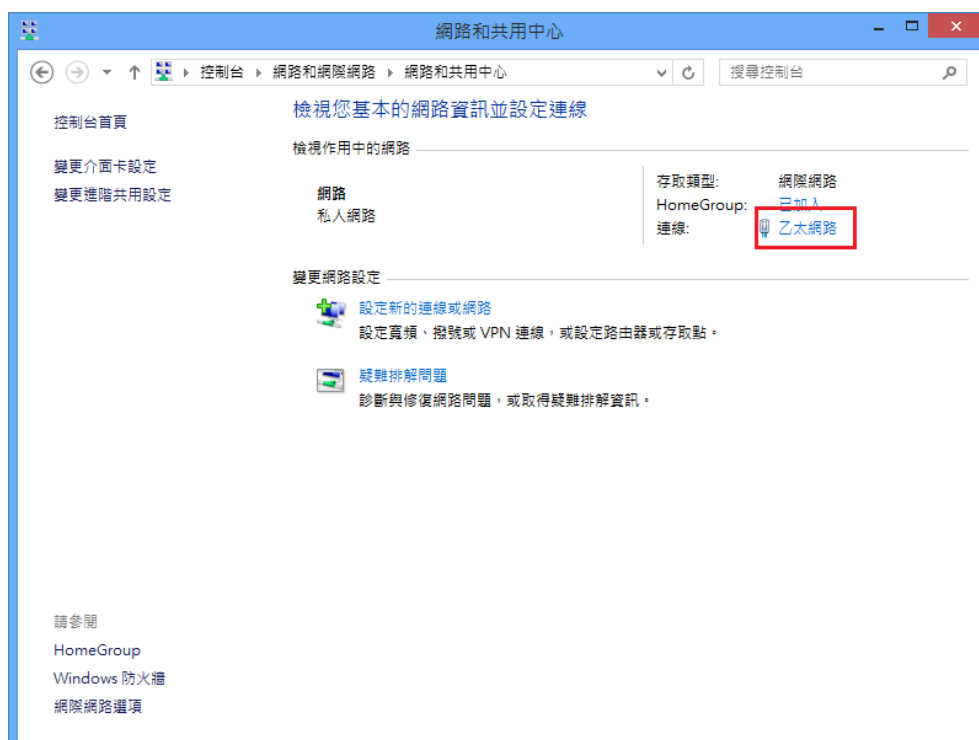 網路和共用中心
控制台 網路和網際網路 網路和共用中心
搜尋控制台
控制台首頁
變更介面卡設定
變更進階共用設定
檢視您基本的網路資訊並設定連線
檢視作用中的網路
網路
私人網路
存取類型: 網際網路
HomeGroup: 已加入
連線: 乙太網路
變更網路設定
設定新的連線或網路
設定寬頻、撥號或 VPN 連線，或設定路由器或存取點。
疑難排解問題
診斷與修復網路問題，或取得疑難排解資訊。
請參閱
HomeGroup
Windows 防火牆
網際網路選項